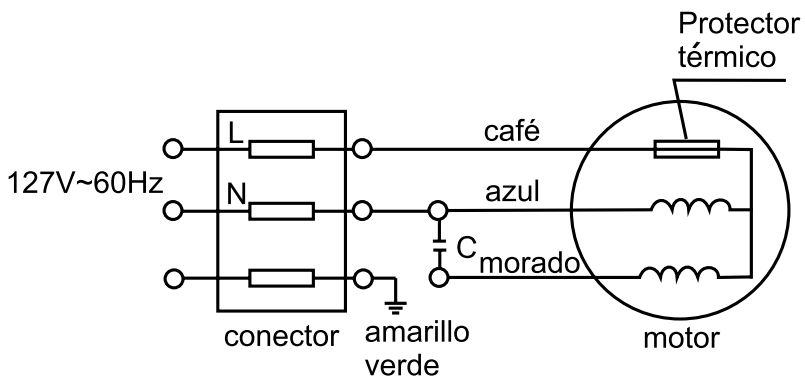 Protector
térmico
L
café
127V~60Hz
N
azul
C
morado
conector
amarillo
verde
motor